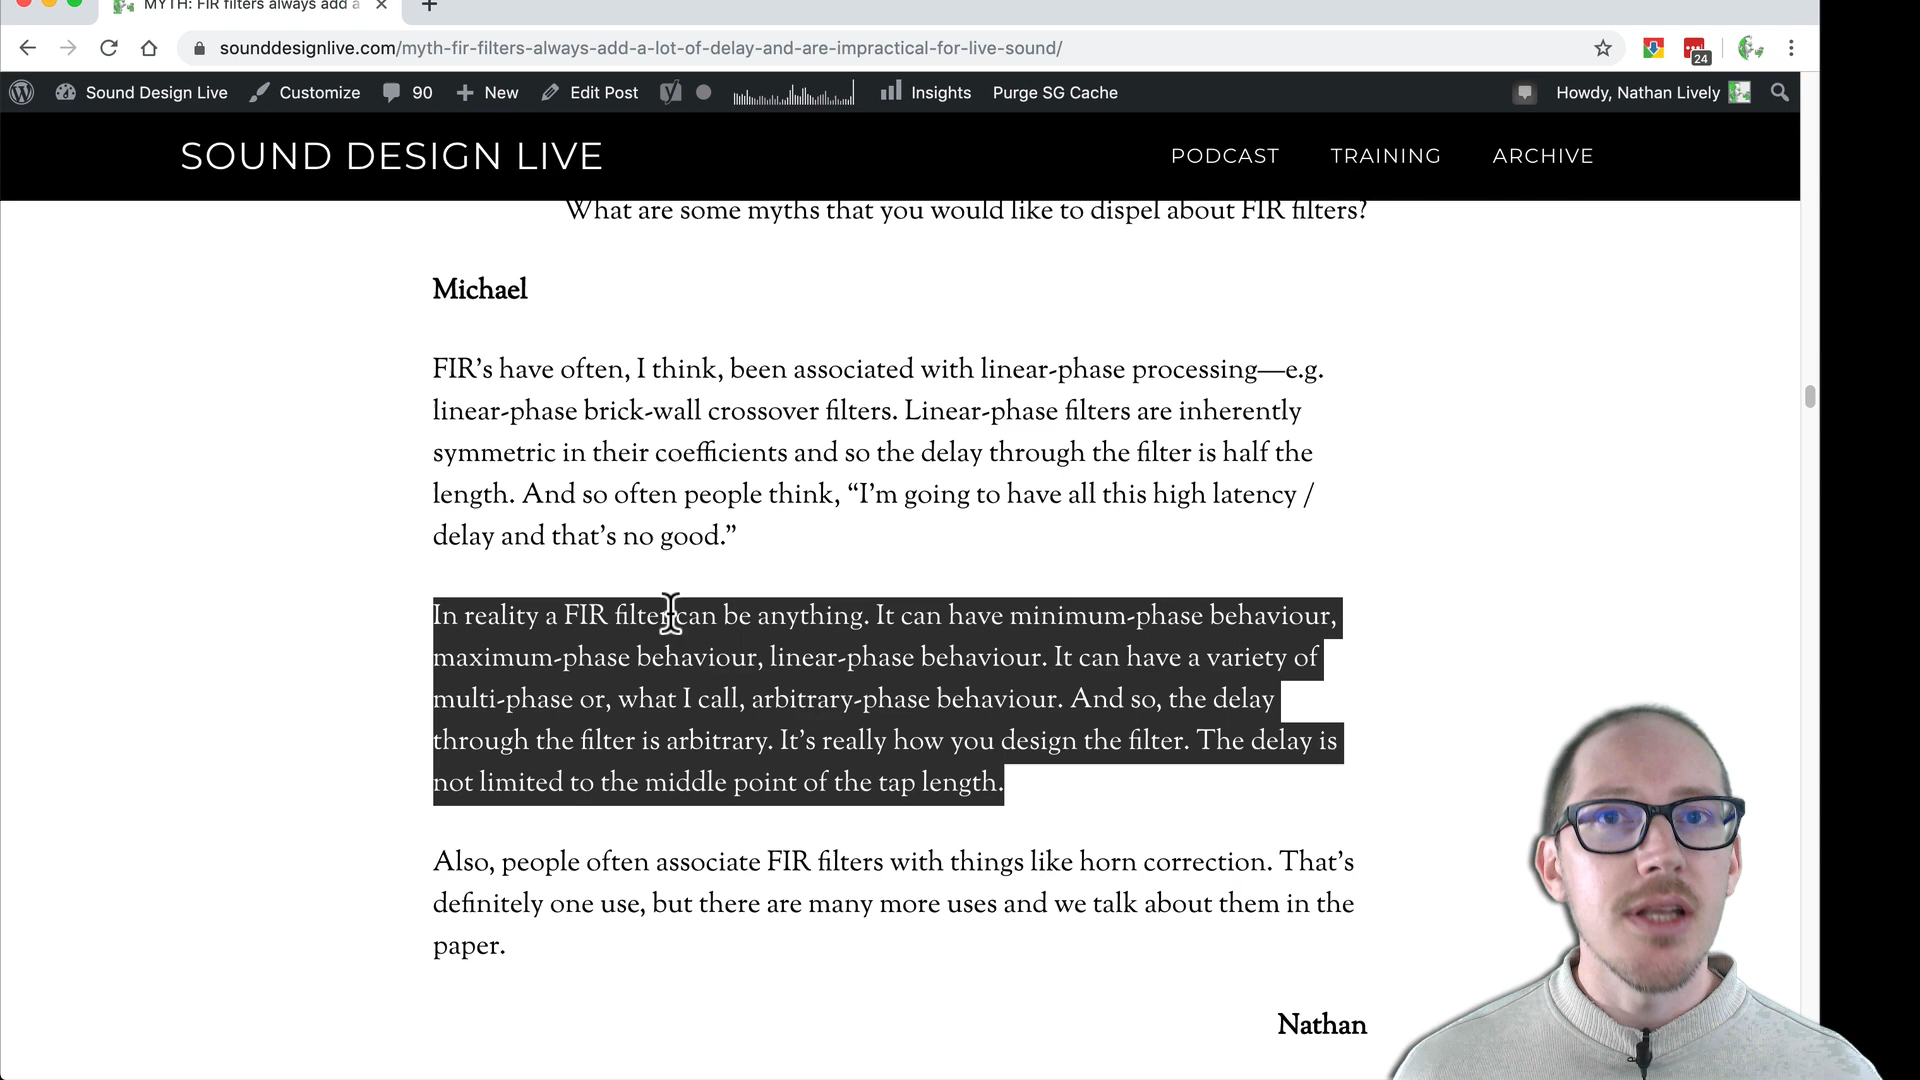 MYTH: FIR filters always add a
sounddesignlive.com/myth-fir-filters-always-add-a-lot-of-delay-and-are-impractical-for-live-sound/
24
Sound Design Live Customize 90 New Edit Post Insights Purge SG Cache Howdy, Nathan Lively
SOUND DESIGN LIVE PODCAST TRAINING ARCHIVE
What are some myths that you would like to dispel about FIR filters?
Michael
FIR’s have often, I think, been associated with linear-phase processing—e.g.
linear-phase brick-wall crossover filters. Linear-phase filters are inherently
symmetric in their coefficients and so the delay through the filter is half the
length. And so often people think, “I’m going to have all this high latency /
delay and that’s no good.”
In reality a FIR filter can be anything. It can have minimum-phase behaviour,
maximum-phase behaviour, linear-phase behaviour. It can have a variety of
multi-phase or, what I call, arbitrary-phase behaviour. And so, the delay
through the filter is arbitrary. It’s really how you design the filter. The delay is
not limited to the middle point of the tap length.
Also, people often associate FIR filters with things like horn correction. That’s
definitely one use, but there are many more uses and we talk about them in the
paper.
Nathan